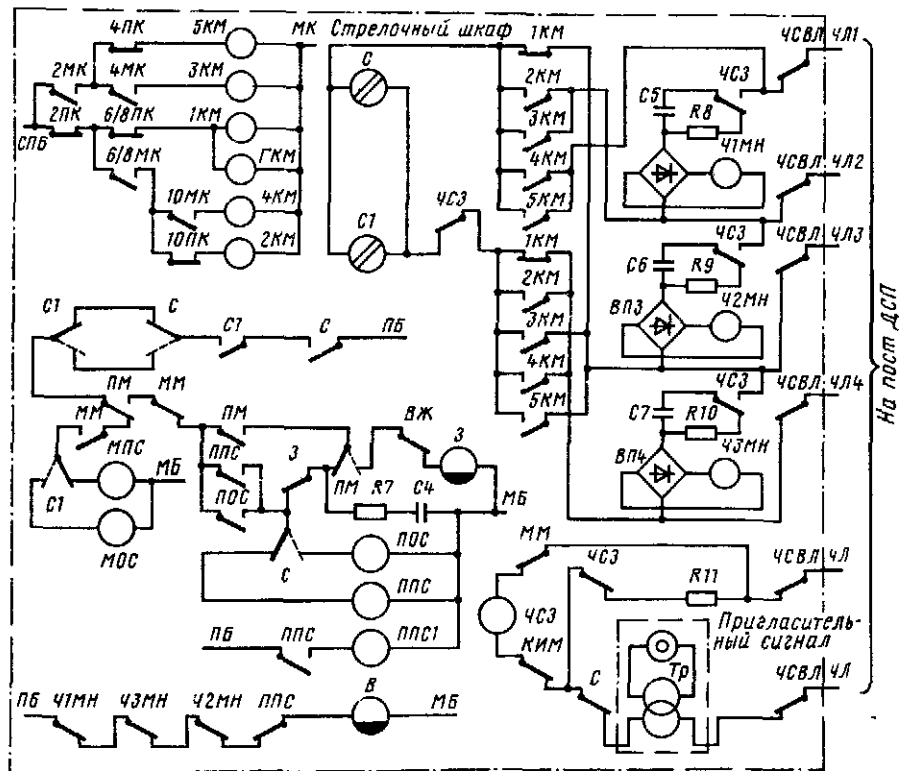 4ПК 5КМ МК Стрелочный шкаф 1КМ ЧСВЛ ЧЛ1
2МК 4МК 3КМ С 2КМ С5 ЧСЗ
2ПК 6/8ПК 1КМ 3КМ R8 Ч1МН
СПБ 6/8МК ГКМ 4КМ ЧСВЛ ЧЛ2
10МК 4КМ С1 ЧСЗ 5КМ
10ПК 2КМ 1КМ С6 ЧСЗ ЧСВЛ ЧЛ3
2КМ R9
С1 С С1 С ПБ 3КМ ВП3 Ч2МН
4КМ
ПМ ММ 5КМ С7 ЧСЗ ЧСВЛ ЧЛ4
ММ ПМ ВЖ З R10
МПС МБ ППС З ПМ ВП4 Ч3МН
С1 ПОС R7 С4 МБ
МОС С ПОС ММ ЧСЗ ЧСВЛ ЧЛ
ППС R11
ПБ ППС ППС1 ЧСЗ КИМ
Пригласитель-
ный сигнал
С Тр ЧСВЛ ЧЛ
ПБ Ч1МН Ч3МН Ч2МН ППС В МБ
На пост ДСП